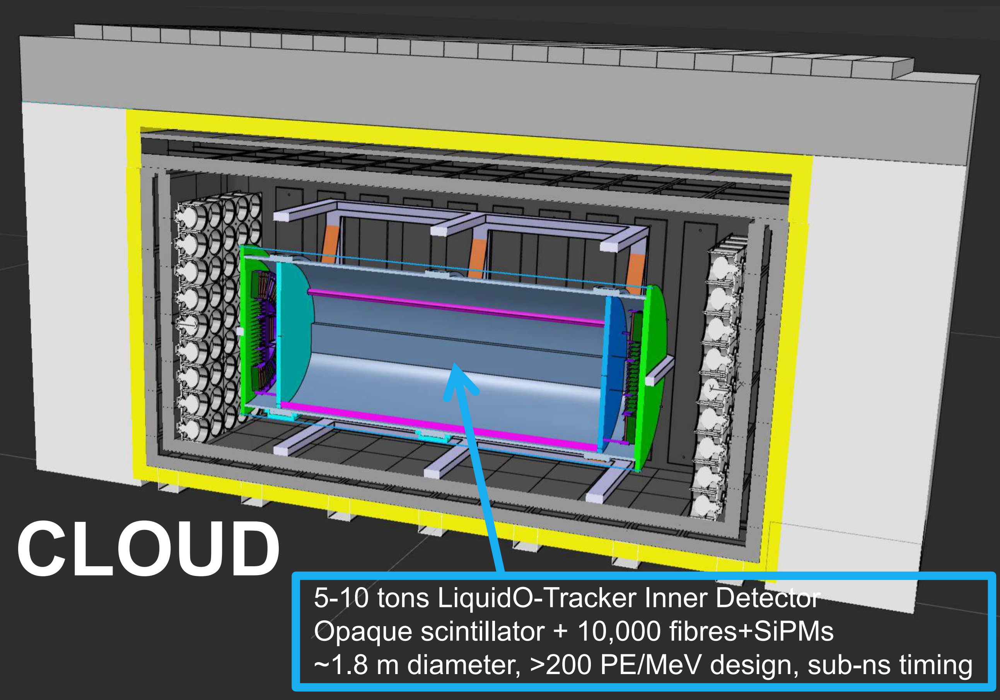 CLOUD
5-10 tons LiquidO-Tracker Inner Detector
Opaque scintillator + 10,000 fibres+SiPMs
~1.8 m diameter, >200 PE/MeV design, sub-ns timing